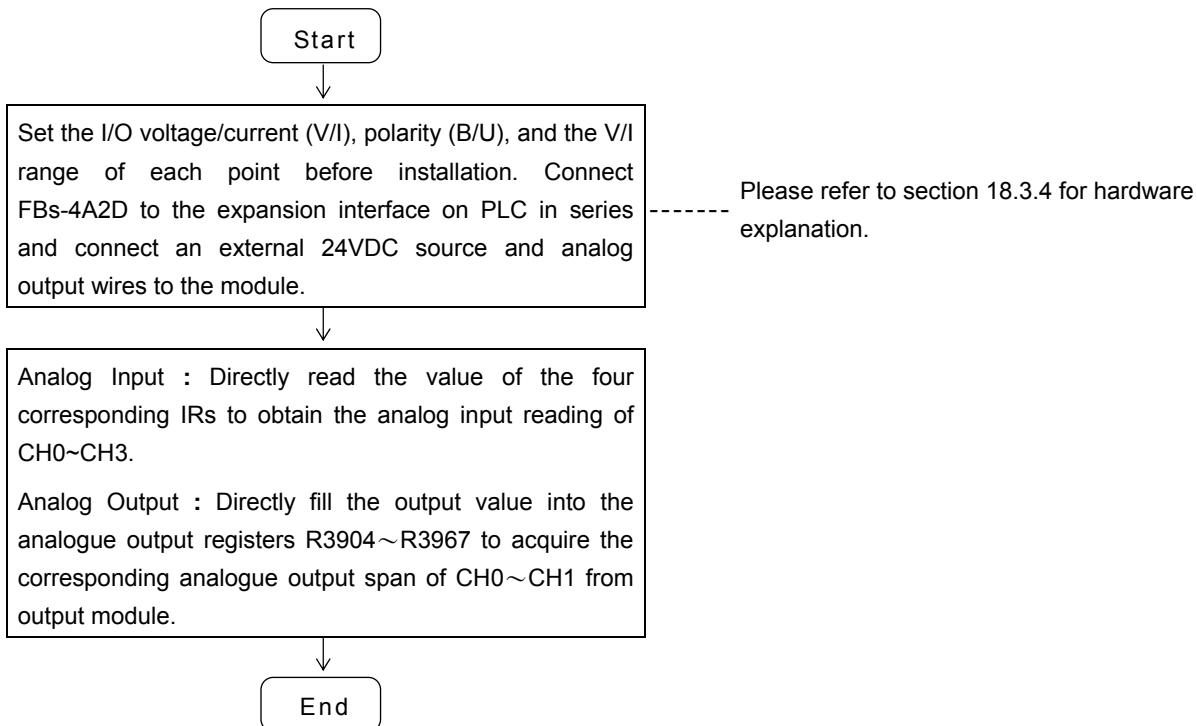 Start
Set the I/O voltage/current (V/I), polarity (B/U), and the V/I
range of each point before installation. Connect
FBs-4A2D to the expansion interface on PLC in series
and connect an external 24VDC source and analog
output wires to the module.
Please refer to section 18.3.4 for hardware
explanation.
Analog Input : Directly read the value of the four
corresponding IRs to obtain the analog input reading of
CH0~CH3.
Analog Output : Directly fill the output value into the
analogue output registers R3904～R3967 to acquire the
corresponding analogue output span of CH0～CH1 from
output module.
End